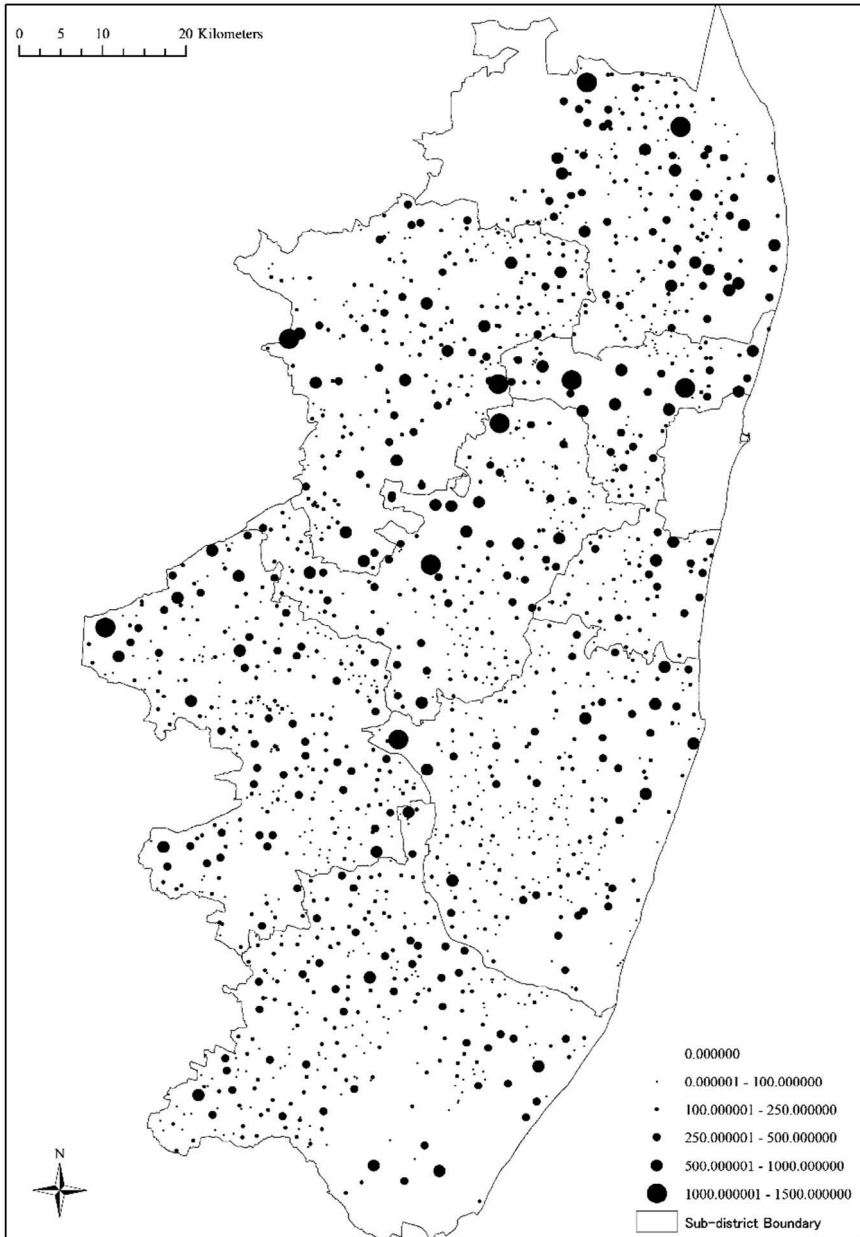 0 5 10 20 Kilometers
0.000000
0.000001 - 100.000000
100.000001 - 250.000000
250.000001 - 500.000000
500.000001 - 1000.000000
1000.000001 - 1500.000000
Sub-district Boundary
N